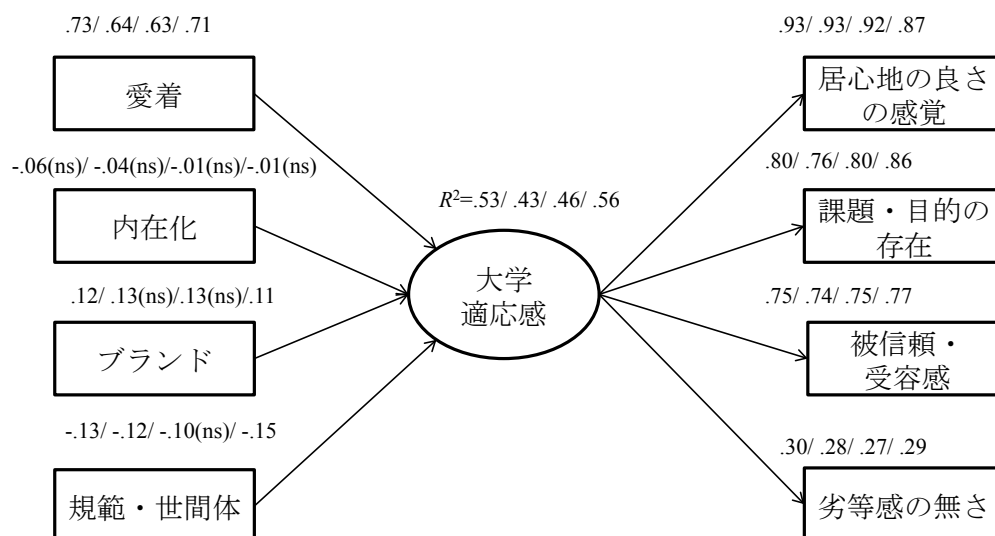 .73/ .64/ .63/ .71
愛着
-.06(ns)/ -.04(ns)/-.01(ns)/-.01(ns)
内在化
.12/ .13(ns)/.13(ns)/.11
ブランド
-.13/ -.12/ -.10(ns)/ -.15
規範・世間体
R²=.53/ .43/ .46/ .56
大学
適応感
.93/ .93/ .92/ .87
居心地の良さ
の感覚
.80/ .76/ .80/ .86
課題・目的の
存在
.75/ .74/ .75/ .77
被信頼・
受容感
.30/ .28/ .27/ .29
劣等感の無さ